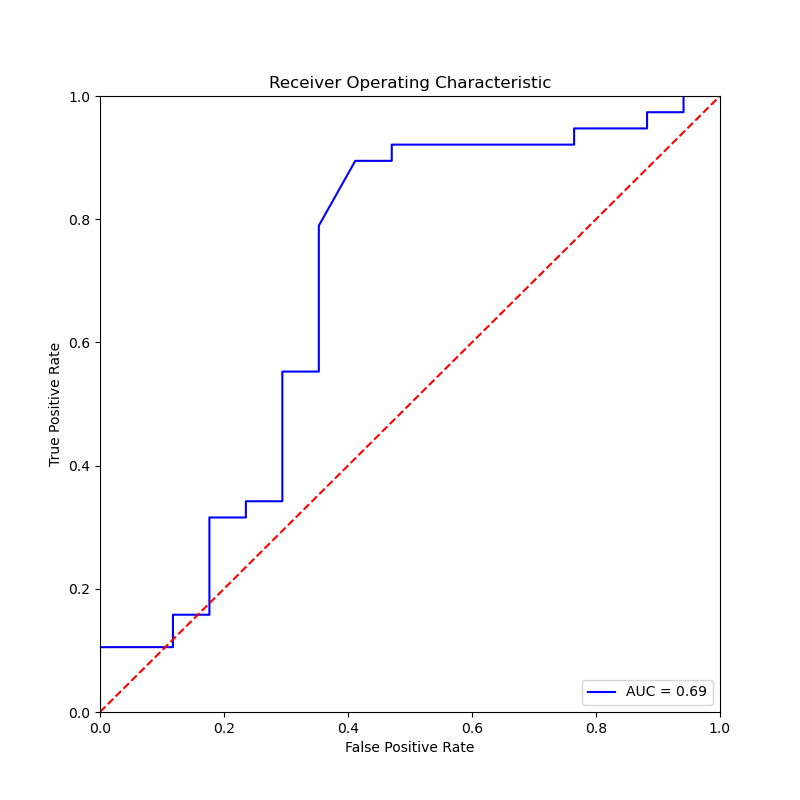 Receiver Operating Characteristic
1.0
0.8
0.6
0.4
0.2
0.0
True Positive Rate
AUC = 0.69
0.0 0.2 0.4 0.6 0.8 1.0
False Positive Rate